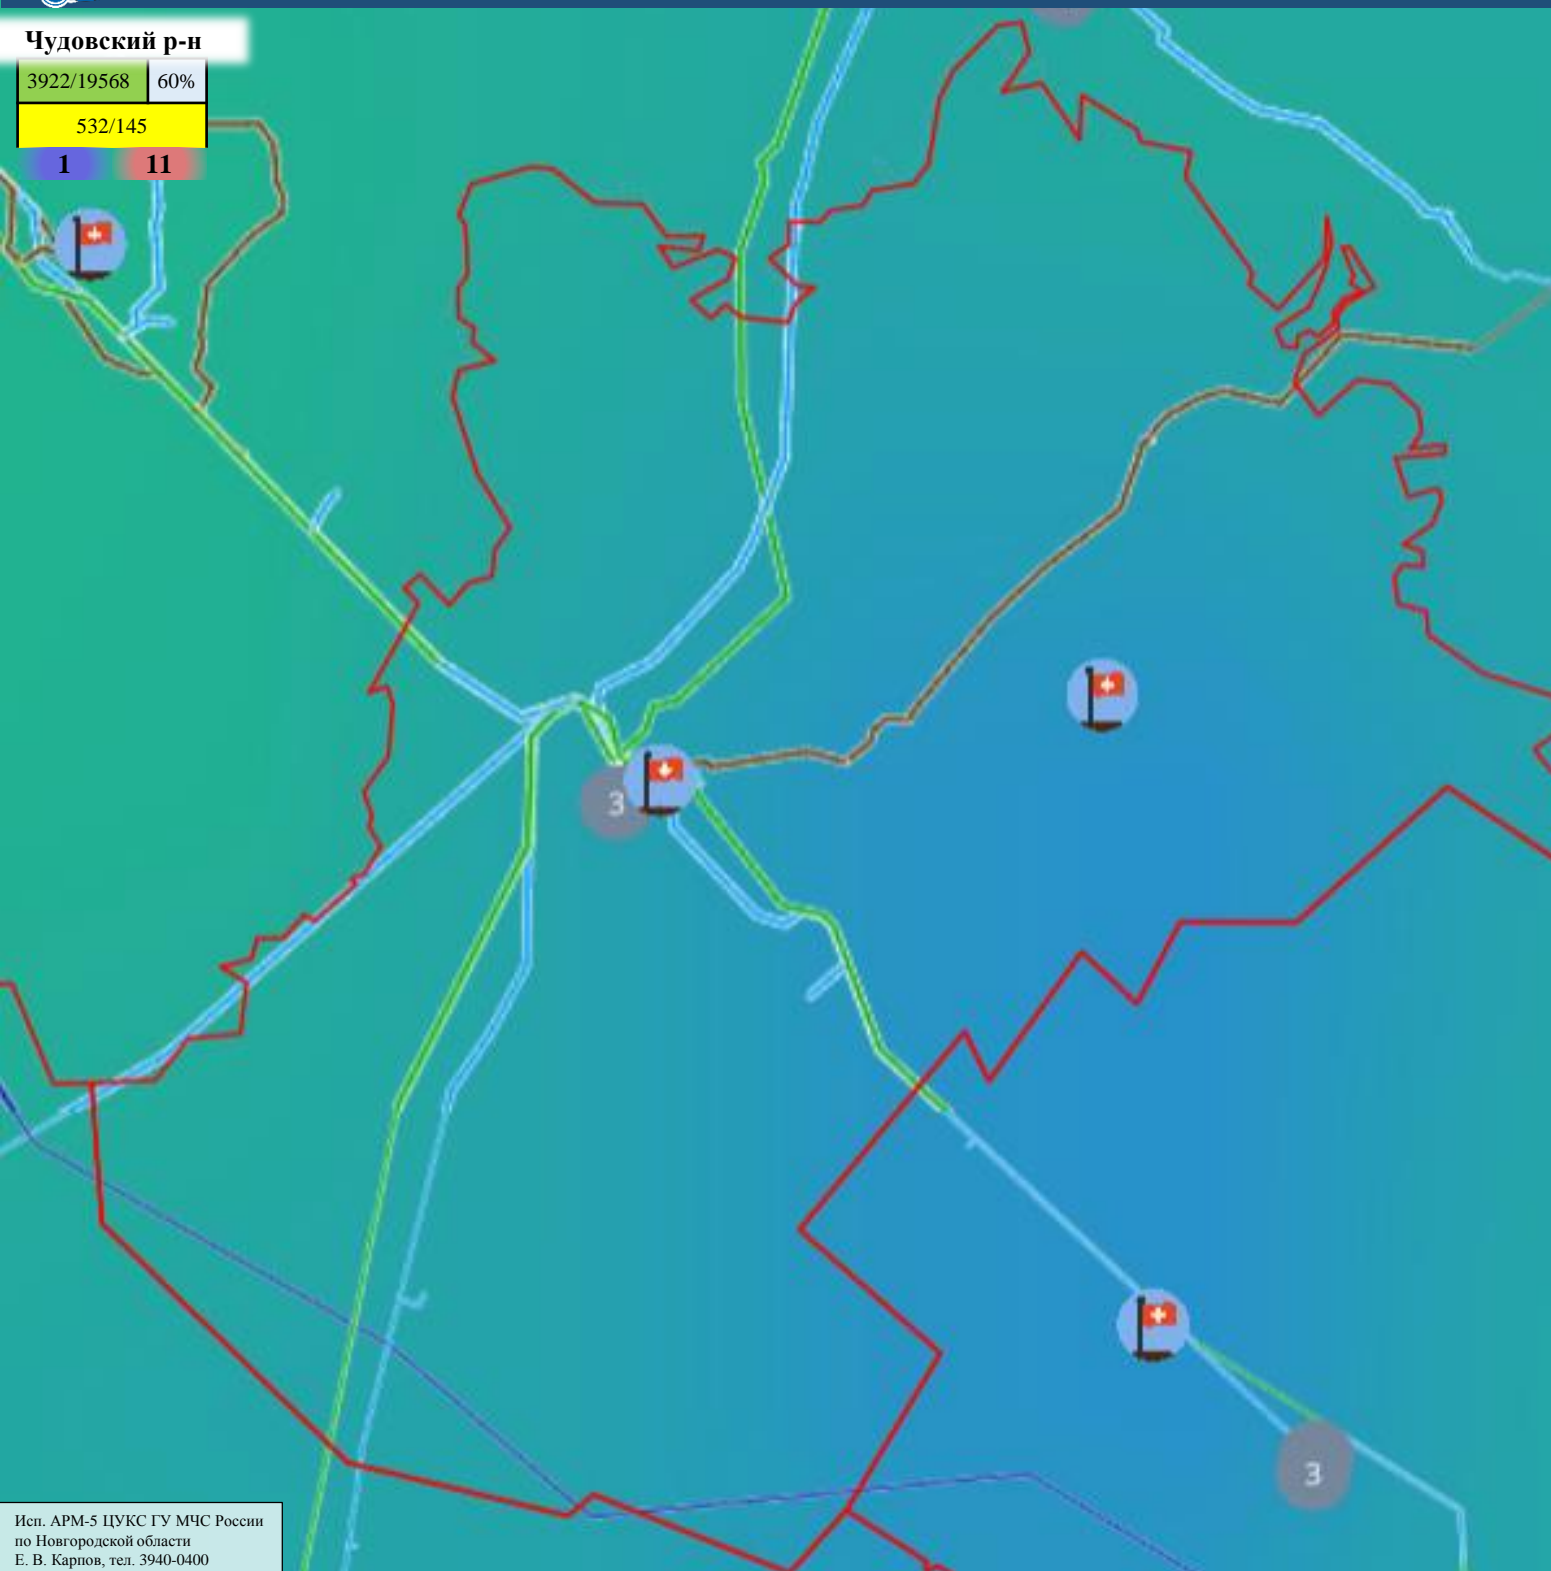 Чудовский р-н
3922/19568 60%
532/145
1 11
3
3
Исп. АРМ-5 ЦУКС ГУ МЧС России
по Новгородской области
Е. В. Карпов, тел. 3940-0400